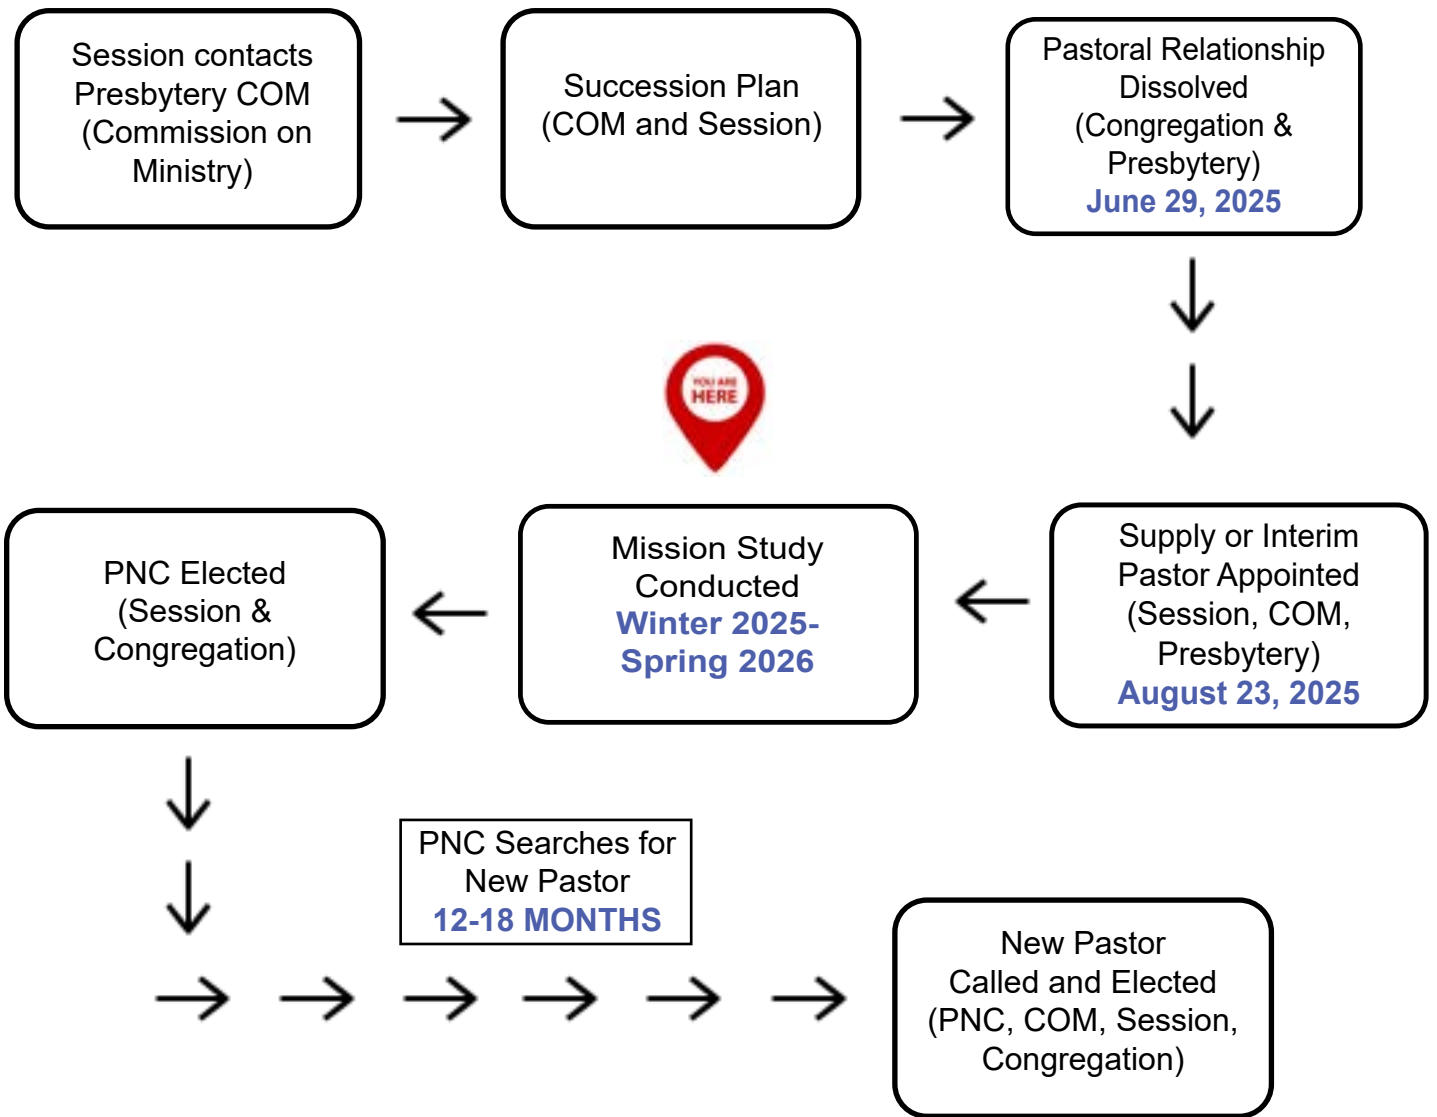 Session contacts
Presbytery COM
(Commission on
Ministry)
Succession Plan
(COM and Session)
Pastoral Relationship
Dissolved
(Congregation &
Presbytery)
June 29, 2025
YOU ARE
HERE
Supply or Interim
Pastor Appointed
(Session, COM,
Presbytery)
August 23, 2025
Mission Study
Conducted
Winter 2025-
Spring 2026
PNC Elected
(Session &
Congregation)
PNC Searches for
New Pastor
12-18 MONTHS
New Pastor
Called and Elected
(PNC, COM, Session,
Congregation)